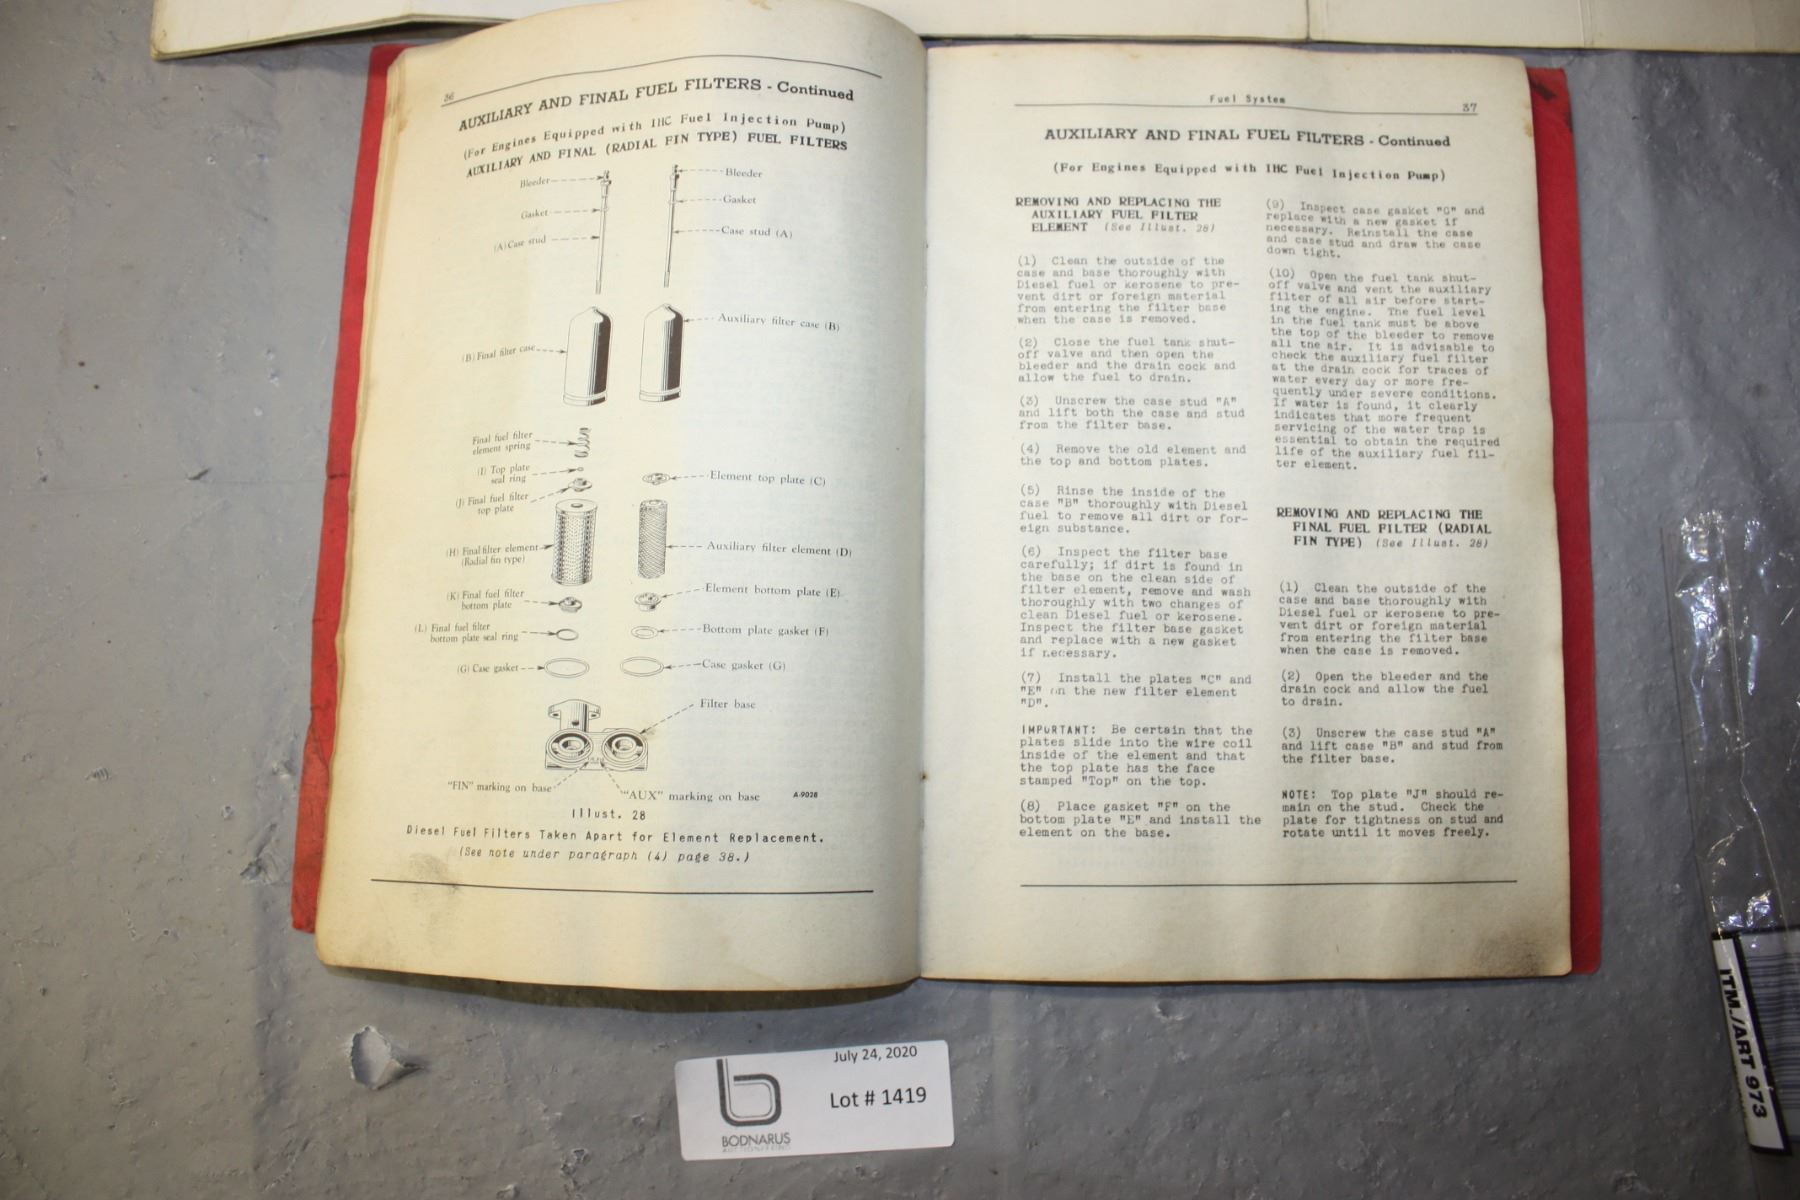 36
AUXILIARY AND FINAL FUEL FILTERS - Continued
(For Engines Equipped with IHC Fuel Injection Pump)
AUXILIARY AND FINAL (RADIAL FIN TYPE) FUEL FILTERS
Bleeder
Bleeder
Gasket
Gasket
(A) Case stud
Case stud (A)
Auxiliary filter case (B)
(B) Final filter case
Final fuel filter
element spring
(I) Top plate
seal ring
Element top plate (C)
(J) Final fuel filter
top plate
(H) Final filter element
(Radial fin type)
Auxiliary filter element (D)
(K) Final fuel filter
bottom plate
Element bottom plate (E)
(L) Final fuel filter
bottom plate seal ring
Bottom plate gasket (F)
(G) Case gasket
Case gasket (G)
Filter base
"FIN" marking on base
"AUX" marking on base
A-9028
Illust. 28
Diesel Fuel Filters Taken Apart for Element Replacement.
(See note under paragraph (4) page 38.)
Fuel System
37
AUXILIARY AND FINAL FUEL FILTERS - Continued
(For Engines Equipped with IHC Fuel Injection Pump)
REMOVING AND REPLACING THE
AUXILIARY FUEL FILTER
ELEMENT (See Illust. 28)
(1) Clean the outside of the
case and base thoroughly with
Diesel fuel or kerosene to pre-
vent dirt or foreign material
from entering the filter base
when the case is removed.
(2) Close the fuel tank shut-
off valve and then open the
bleeder and the drain cock and
allow the fuel to drain.
(3) Unscrew the case stud "A"
and lift both the case and stud
from the filter base.
(4) Remove the old element and
the top and bottom plates.
(5) Rinse the inside of the
case "B" thoroughly with Diesel
fuel to remove all dirt or for-
eign substance.
(6) Inspect the filter base
carefully; if dirt is found in
the base on the clean side of
filter element, remove and wash
thoroughly with two changes of
clean Diesel fuel or kerosene.
Inspect the filter base gasket
and replace with a new gasket
if necessary.
(7) Install the plates "C" and
"E" on the new filter element
"D".
IMPORTANT: Be certain that the
plates slide into the wire coil
inside of the element and that
the top plate has the face
stamped "Top" on the top.
(8) Place gasket "F" on the
bottom plate "E" and install the
element on the base.
(9) Inspect case gasket "G" and
replace with a new gasket if
necessary. Reinstall the case
and case stud and draw the case
down tight.
(10) Open the fuel tank shut-
off valve and vent the auxiliary
filter of all air before start-
ing the engine. The fuel level
in the fuel tank must be above
the top of the bleeder to remove
all the air. It is advisable to
check the auxiliary fuel filter
at the drain cock for traces of
water every day or more fre-
quently under severe conditions.
If water is found, it clearly
indicates that more frequent
servicing of the water trap is
essential to obtain the required
life of the auxiliary fuel fil-
ter element.
REMOVING AND REPLACING THE
FINAL FUEL FILTER (RADIAL
FIN TYPE) (See Illust. 28)
(1) Clean the outside of the
case and base thoroughly with
Diesel fuel or kerosene to pre-
vent dirt or foreign material
from entering the filter base
when the case is removed.
(2) Open the bleeder and the
drain cock and allow the fuel
to drain.
(3) Unscrew the case stud "A"
and lift case "B" and stud from
the filter base.
NOTE: Top plate "J" should re-
main on the stud. Check the
plate for tightness on stud and
rotate until it moves freely.
July 24, 2020
Lot # 1419
BODNARUS
AUCTIONEERING
ITM./ART 973